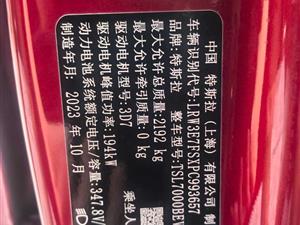 中国 特斯拉（上海）有限公司 制
车辆识别代号：LRW3E7FSXPC993657
品牌：特斯拉 整车型号：TSL7000BE
最大允许总质量：2192 kg
最大允许牵引质量：0 kg 乘坐人
驱动电机型号：3D7
驱动电机峰值功率：194kW
动力电池系统额定电压/容量：347.8V/
制造年月：2023 年 10 月